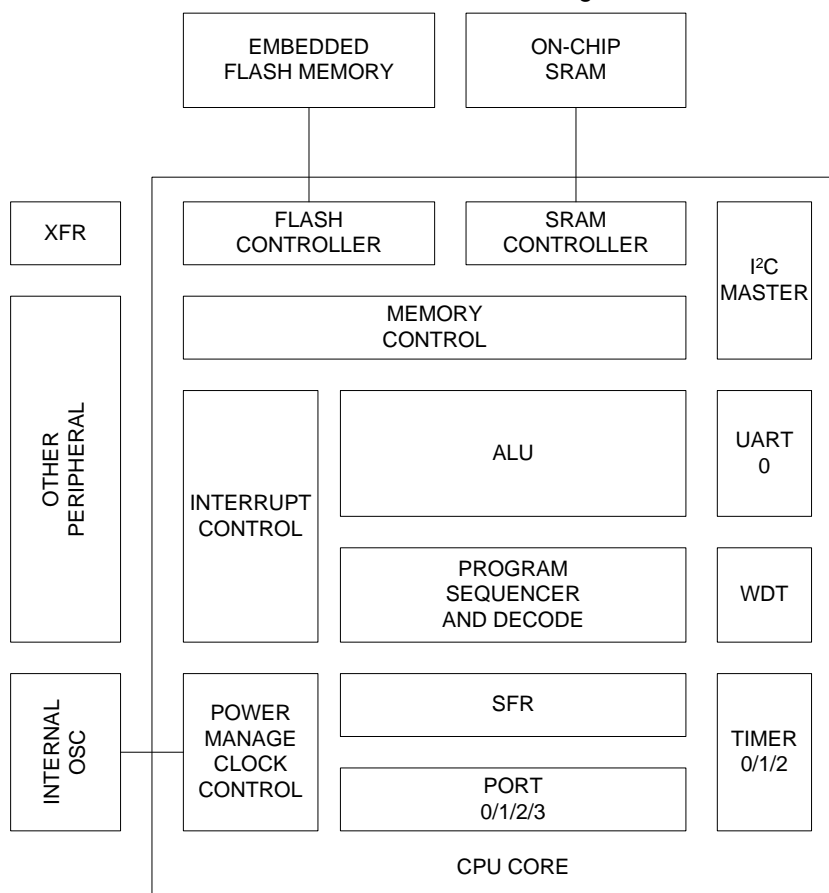 EMBEDDED
FLASH MEMORY
ON-CHIP
SRAM
XFR
FLASH
CONTROLLER
SRAM
CONTROLLER
I²C
MASTER
MEMORY
CONTROL
OTHER
PERIPHERAL
INTERRUPT
CONTROL
ALU
UART
0
PROGRAM
SEQUENCER
AND DECODE
WDT
INTERNAL
OSC
POWER
MANAGE
CLOCK
CONTROL
SFR
TIMER
0/1/2
PORT
0/1/2/3
CPU CORE